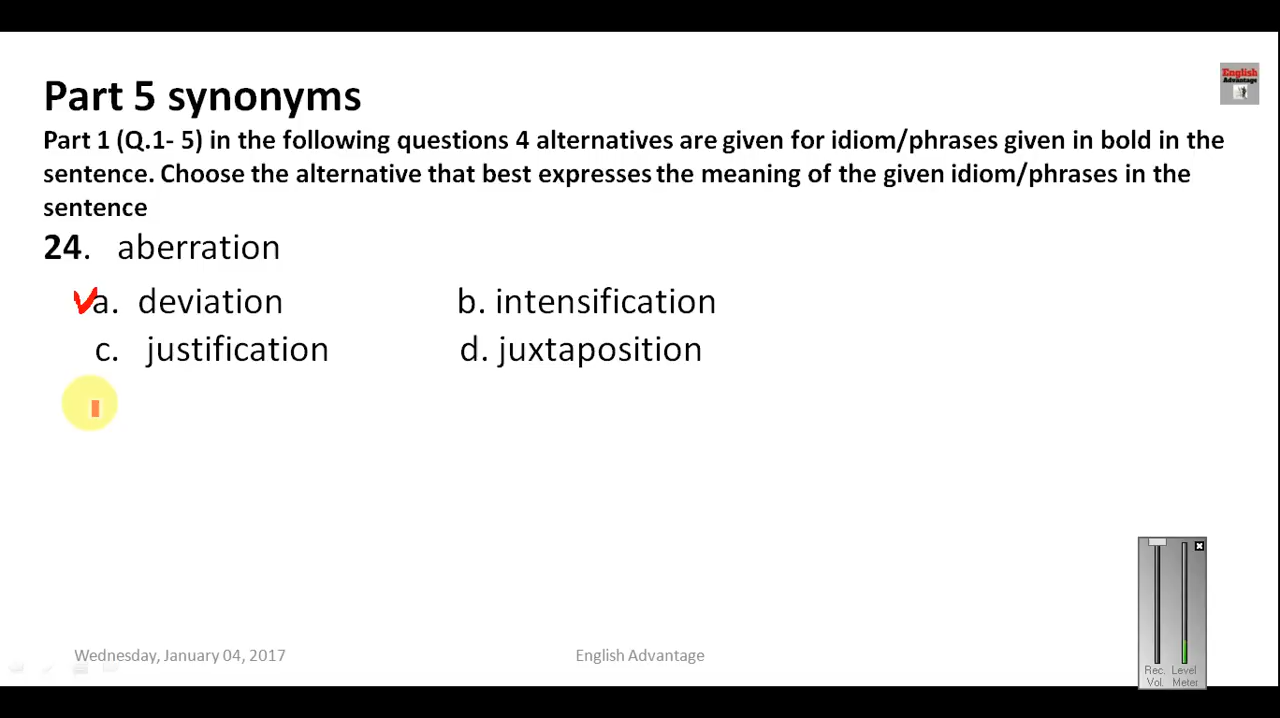 Part 5 synonyms
English
Advantage
Part 1 (Q.1- 5) in the following questions 4 alternatives are given for idiom/phrases given in bold in the
sentence. Choose the alternative that best expresses the meaning of the given idiom/phrases in the
sentence
24. aberration
a. deviation b. intensification
c. justification d. juxtaposition
Wednesday, January 04, 2017 English Advantage
Rec. Level
Vol. Meter